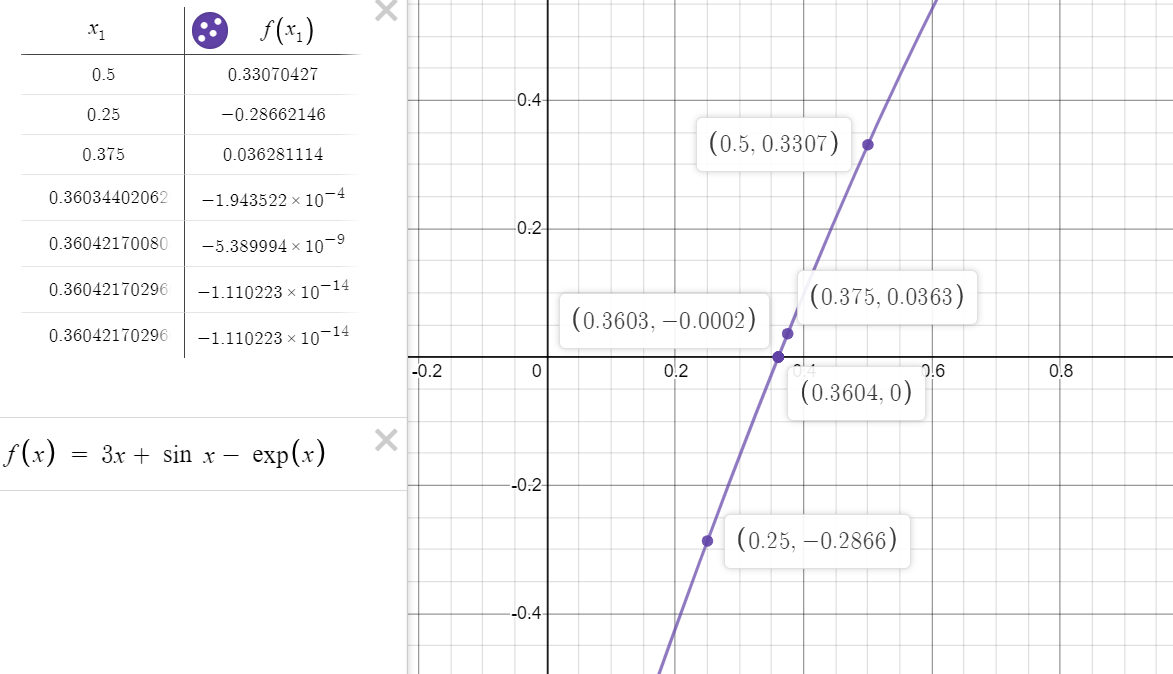 x₁ f(x₁)
0.5 0.33070427
0.25 −0.28662146
0.375 0.036281114
0.36034402062 −1.943522 × 10⁻⁴
0.36042170080 −5.389994 × 10⁻⁹
0.36042170296 −1.110223 × 10⁻¹⁴
0.36042170296 −1.110223 × 10⁻¹⁴
f(x) = 3x + sin x − exp(x)
0.4
(0.5, 0.3307)
0.2
(0.375, 0.0363)
(0.3603, −0.0002)
-0.2 0 0.2 0.4 0.6 0.8
(0.3604, 0)
-0.2
(0.25, −0.2866)
-0.4